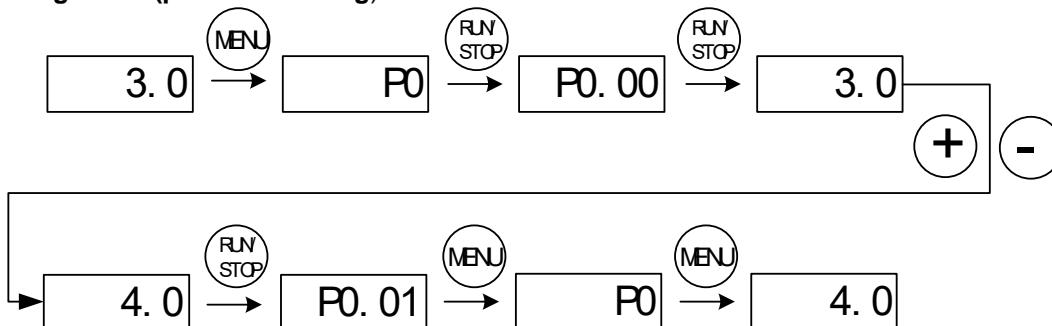 MENU RUN/ STOP RUN/ STOP
3. 0 P0 P0. 00 3. 0
+ -
RUN/ STOP MENU MENU
4. 0 P0. 01 P0 4. 0